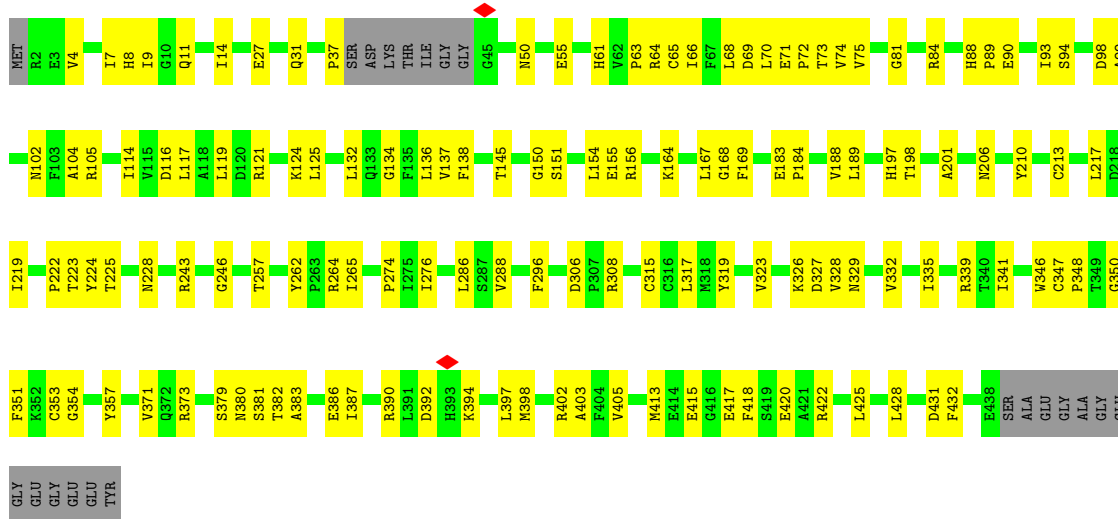 MET R2 E3 V4 I7 H8 I9 G10 Q11 I14 E27 Q31 P37 SER ASP LYS THR ILE GLY GLY G45 N50 E55 H61 V62 P63 R64 C65 I66 F67 L68 D69 L70 E71 P72 T73 V74 V75 G81 R84 H88 P89 E90 I93 S94 D98
N102 F103 A104 R105 I114 V115 D116 L117 A118 L119 D120 R121 K124 L125 L132 Q133 G134 F135 L136 V137 F138 T145 G150 S151 L154 E155 R156 K164 L167 G168 F169 E183 P184 V188 L189 H197 T198 A201 N206 Y210 C213 L217 D218
I219 P222 T223 Y224 T225 N228 R243 G246 T257 Y262 P263 R264 I265 P274 I275 I276 L286 S287 V288 F296 D306 P307 R308 C315 C316 L317 M318 Y319 V323 K326 D327 V328 N329 V332 I335 R339 T340 I341 W346 C347 P348 T349 G350
F351 K352 C353 G354 Y357 V371 Q372 R373 S379 N380 S381 T382 A383 E386 I387 R390 L391 D392 H393 K394 L397 M398 R402 A403 F404 V405 M413 E414 E415 G416 E417 F418 S419 E420 A421 R422 L425 L428 D431 F432 E438 SER ALA GLU GLY ALA GLY
GLY GLU GLY GLU GLU TYR